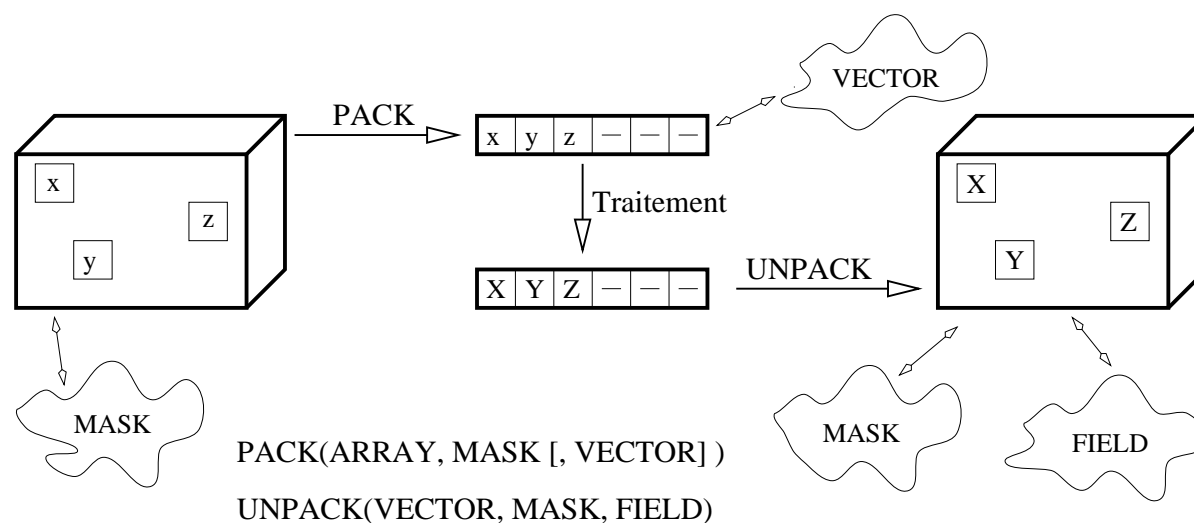 VECTOR
PACK
x y z — — —
x
z
y
Traitement
X
Z
Y
UNPACK
X Y Z — — —
MASK
MASK
FIELD
PACK(ARRAY, MASK [, VECTOR] )
UNPACK(VECTOR, MASK, FIELD)